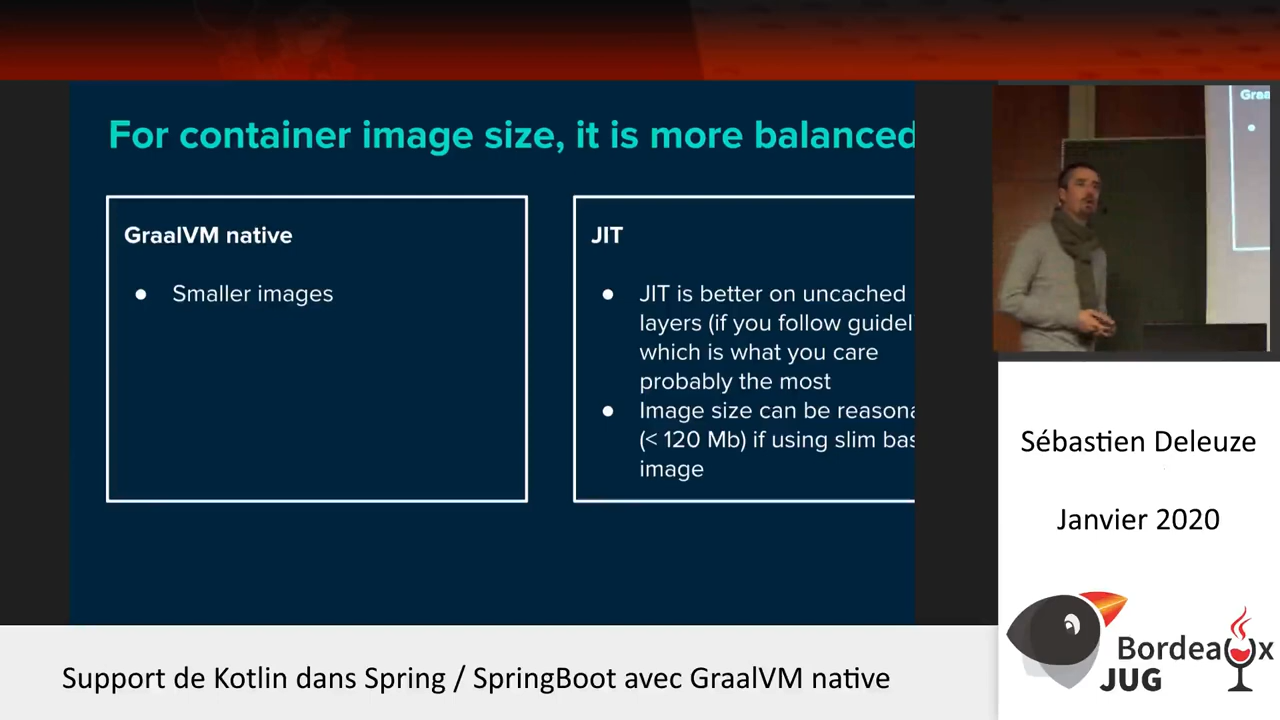 For container image size, it is more balanced
GraalVM native
● Smaller images
JIT
● JIT is better on uncached
layers (if you follow guidel
which is what you care
probably the most
● Image size can be reasona
(< 120 Mb) if using slim bas
image
Graa
Sébastien Deleuze
Janvier 2020
Bordeaux
JUG
Support de Kotlin dans Spring / SpringBoot avec GraalVM native